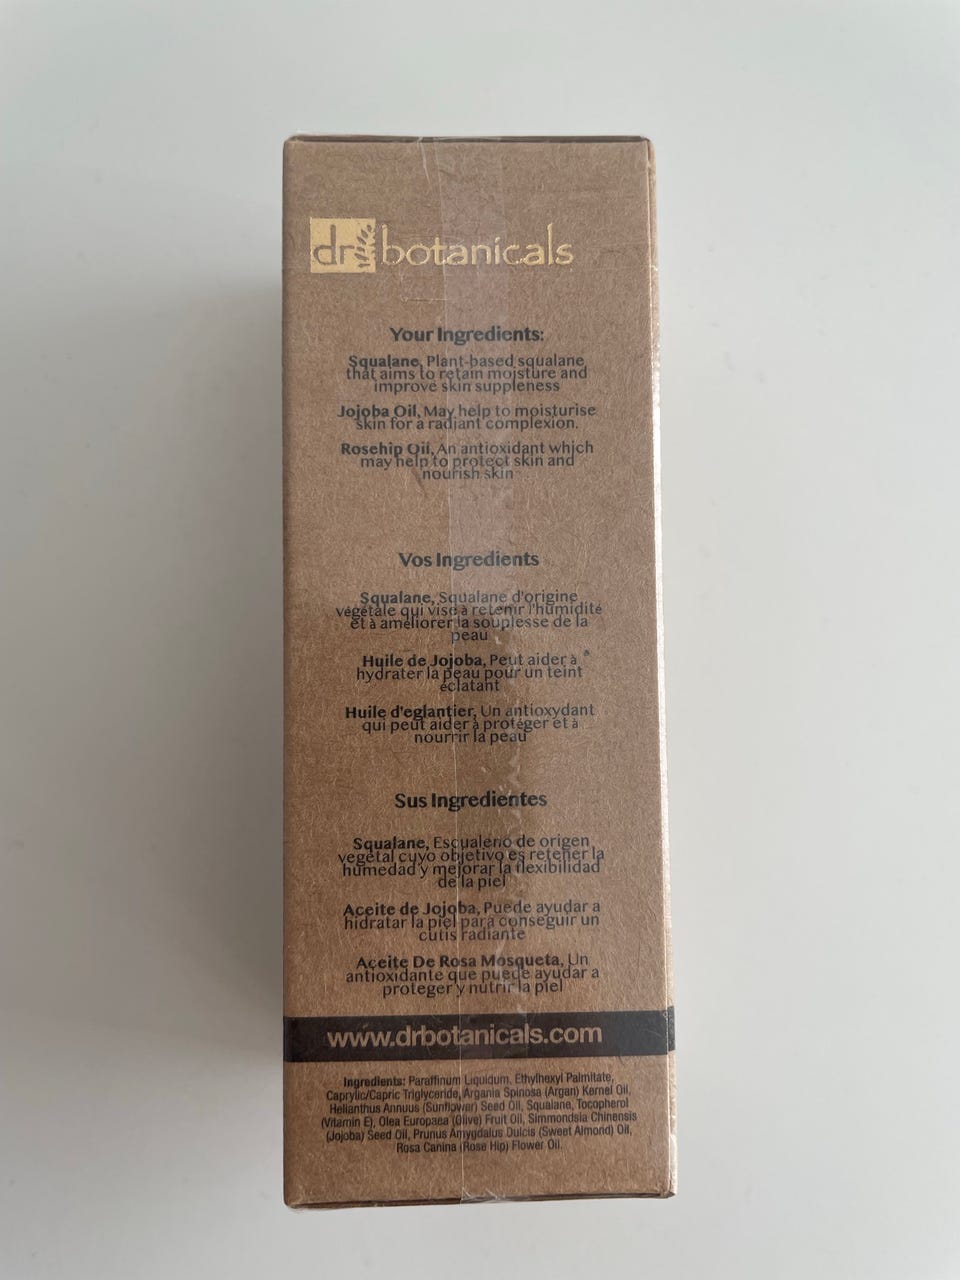 dr botanicals
Your Ingredients:
Squalane, Plant-based squalane
that aims to retain moisture and
improve skin suppleness
Jojoba Oil, May help to moisturise
skin for a radiant complexion.
Rosehip Oil, An antioxidant which
may help to protect skin and
nourish skin
Vos Ingredients
Squalane, Squalane d'origine
végétale qui vise à retenir l'humidité
et à améliorer la souplesse de la
peau
Huile de Jojoba, Peut aider à
hydrater la peau pour un teint
éclatant
Huile d'eglantier, Un antioxydant
qui peut aider à protéger et à
nourrir la peau
Sus Ingredientes
Squalane, Escualeno de origen
vegetal cuyo objetivo es retener la
humedad y mejorar la flexibilidad
de la piel
Aceite de Jojoba, Puede ayudar a
hidratar la piel para conseguir un
cutis radiante
Aceite De Rosa Mosqueta, Un
antioxidante que puede ayudar a
proteger y nutrir la piel
www.drbotanicals.com
Ingredients: Paraffinum Liquidum, Ethylhexyl Palmitate,
Caprylic/Capric Triglyceride, Argania Spinosa (Argan) Kernel Oil,
Helianthus Annuus (Sunflower) Seed Oil, Squalane, Tocopherol
(Vitamin E), Olea Europaea (Olive) Fruit Oil, Simmondsia Chinensis
(Jojoba) Seed Oil, Prunus Amygdalus Dulcis (Sweet Almond) Oil,
Rosa Canina (Rose Hip) Flower Oil.